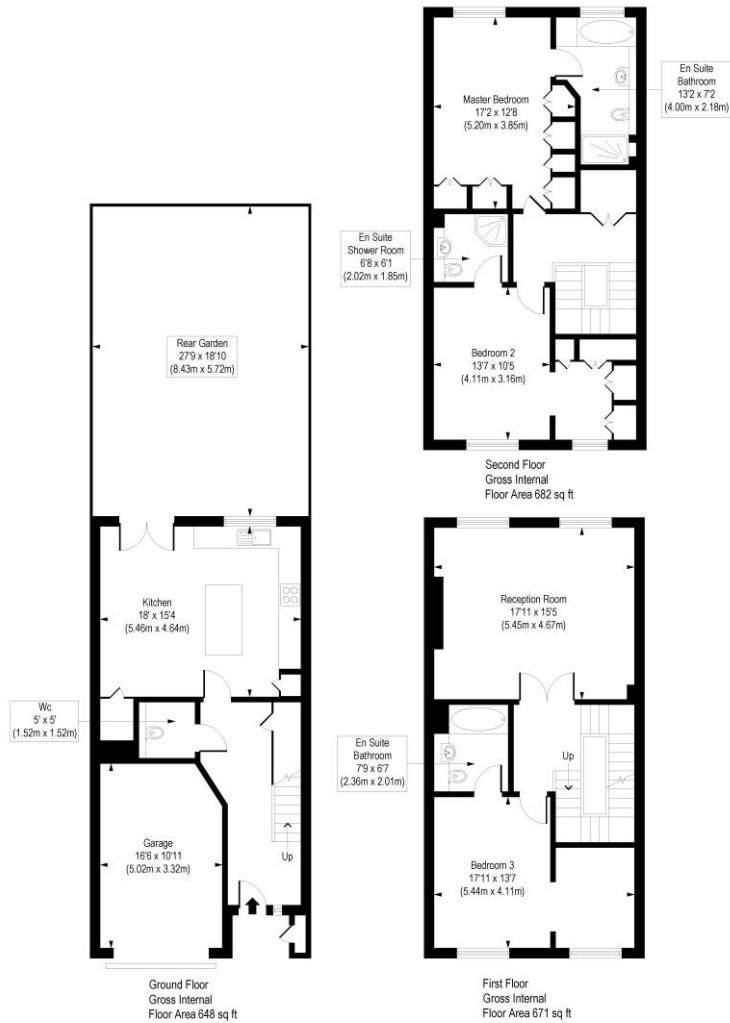 Master Bedroom
17'2 x 12'8
(5.20m x 3.85m)
En Suite
Bathroom
13'2 x 7'2
(4.00m x 2.18m)
En Suite
Shower Room
6'8 x 6'1
(2.02m x 1.85m)
Bedroom 2
13'7 x 10'5
(4.11m x 3.16m)
Second Floor
Gross Internal
Floor Area 682 sq ft
Rear Garden
27'9 x 18'10
(8.43m x 5.72m)
Kitchen
18' x 15'4
(5.46m x 4.64m)
Wc
5' x 5'
(1.52m x 1.52m)
Garage
16'6 x 10'11
(5.02m x 3.32m)
Up
Ground Floor
Gross Internal
Floor Area 648 sq ft
Reception Room
17'11 x 15'5
(5.45m x 4.67m)
En Suite
Bathroom
7'9 x 6'7
(2.36m x 2.01m)
Up
Bedroom 3
17'11 x 13'7
(5.44m x 4.11m)
First Floor
Gross Internal
Floor Area 671 sq ft